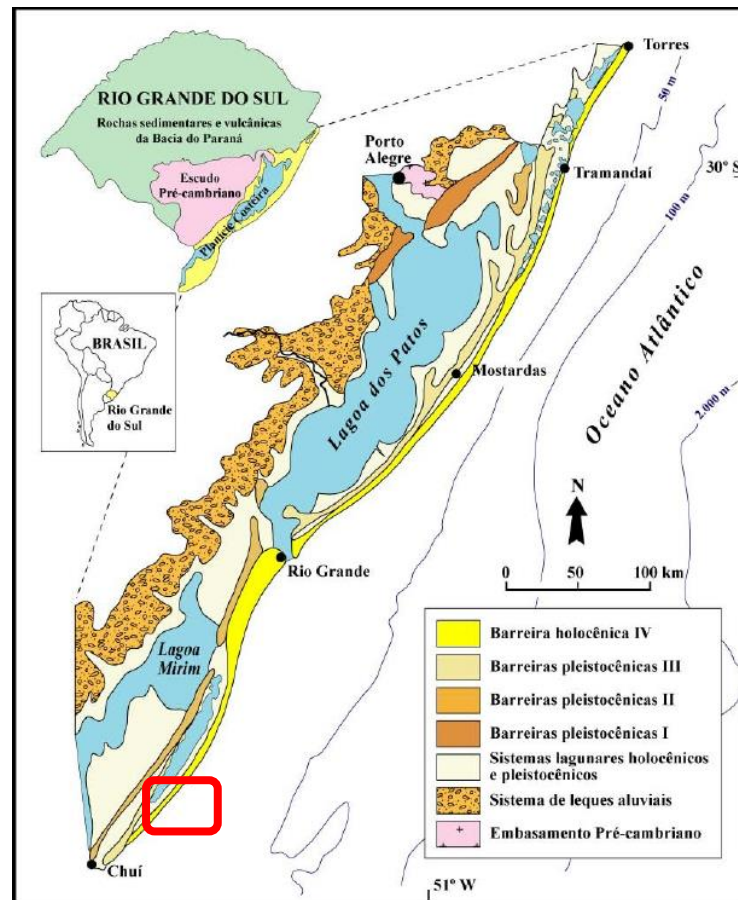 RIO GRANDE DO SUL
Rochas sedimentares e vulcânicas
da Bacia do Paraná
Escudo
Pré-cambriano
Planície Costeira
BRASIL
Rio Grande
do Sul
Torres
50 m
Porto
Alegre
Tramandaí
30º S
100 m
Lagoa dos Patos
Oceano Atlântico
Mostardas
2.000 m
N
0 50 100 km
Rio Grande
Lagoa
Mirim
Chuí
51º W
Barreira holocênica IV
Barreiras pleistocênicas III
Barreiras pleistocênicas II
Barreiras pleistocênicas I
Sistemas lagunares holocênicos
e pleistocênicos
Sistema de leques aluviais
Embasamento Pré-cambriano